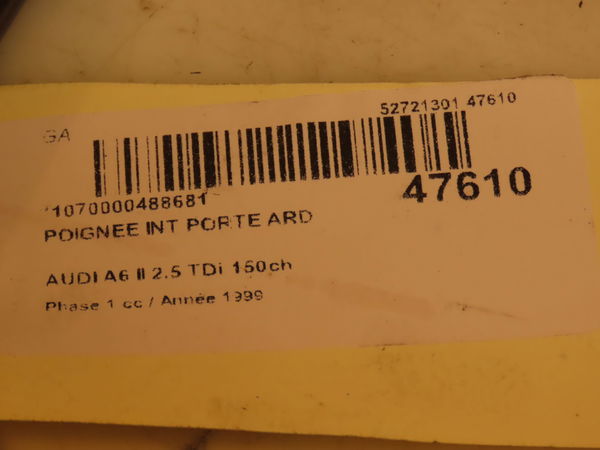 52721301 47610
GA
*1070000488681*
47610
POIGNEE INT PORTE ARD
AUDI A6 II 2.5 TDi 150ch
Phase 1 cc / Année 1999